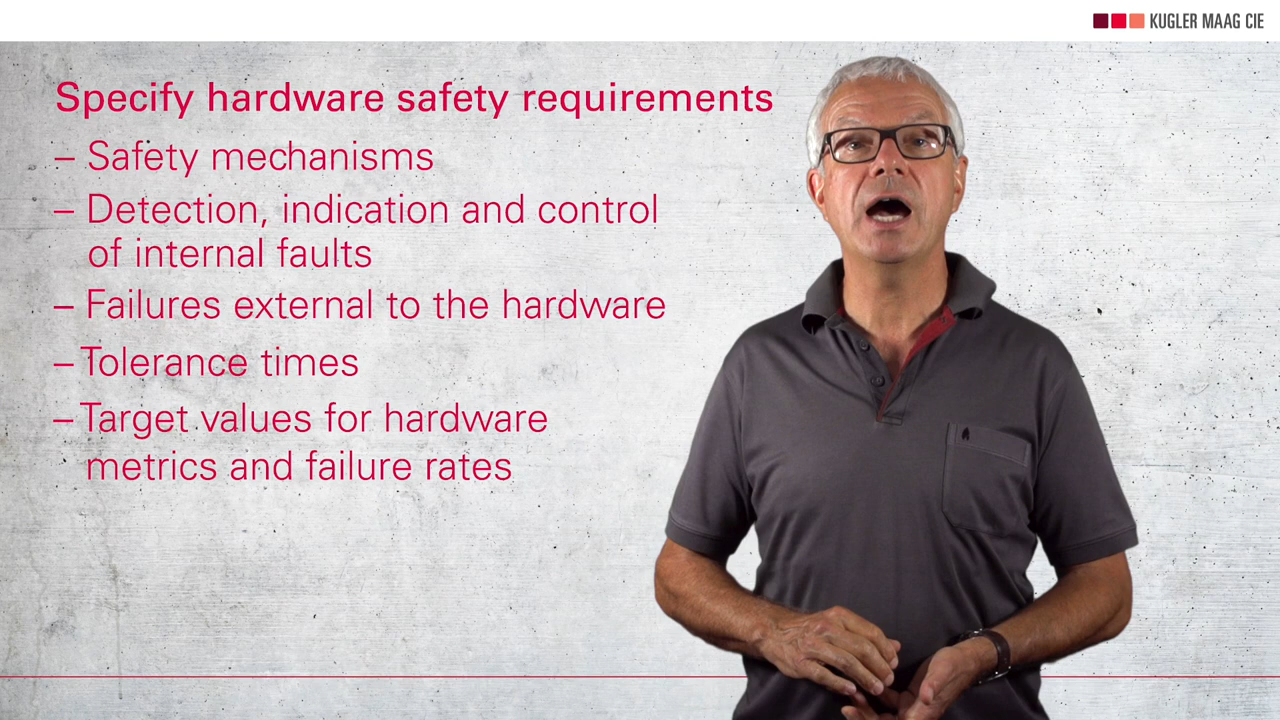 KUGLER MAAG CIE
Specify hardware safety requirements
– Safety mechanisms
– Detection, indication and control
of internal faults
– Failures external to the hardware
– Tolerance times
– Target values for hardware
metrics and failure rates